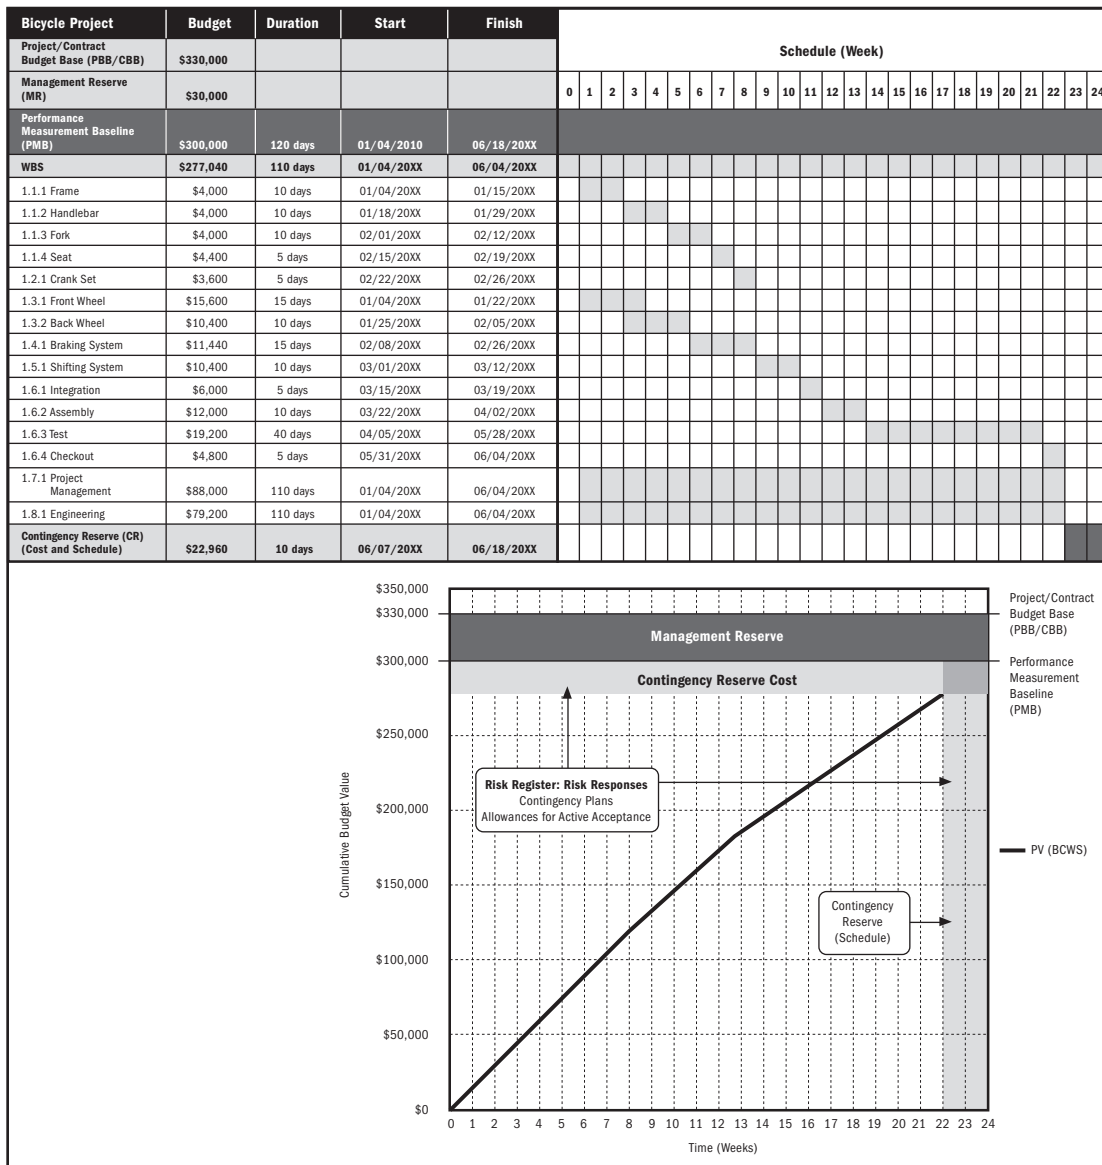 Bicycle Project Budget Duration Start Finish
Project/Contract
Budget Base (PBB/CBB) $330,000
Schedule (Week)
Management Reserve
(MR) $30,000
0 1 2 3 4 5 6 7 8 9 10 11 12 13 14 15 16 17 18 19 20 21 22 23 24
Performance
Measurement Baseline
(PMB) $300,000 120 days 01/04/2010 06/18/20XX
WBS $277,040 110 days 01/04/20XX 06/04/20XX
1.1.1 Frame $4,000 10 days 01/04/20XX 01/15/20XX
1.1.2 Handlebar $4,000 10 days 01/18/20XX 01/29/20XX
1.1.3 Fork $4,000 10 days 02/01/20XX 02/12/20XX
1.1.4 Seat $4,400 5 days 02/15/20XX 02/19/20XX
1.2.1 Crank Set $3,600 5 days 02/22/20XX 02/26/20XX
1.3.1 Front Wheel $15,600 15 days 01/04/20XX 01/22/20XX
1.3.2 Back Wheel $10,400 10 days 01/25/20XX 02/05/20XX
1.4.1 Braking System $11,440 15 days 02/08/20XX 02/26/20XX
1.5.1 Shifting System $10,400 10 days 03/01/20XX 03/12/20XX
1.6.1 Integration $6,000 5 days 03/15/20XX 03/19/20XX
1.6.2 Assembly $12,000 10 days 03/22/20XX 04/02/20XX
1.6.3 Test $19,200 40 days 04/05/20XX 05/28/20XX
1.6.4 Checkout $4,800 5 days 05/31/20XX 06/04/20XX
1.7.1 Project
Management $88,000 110 days 01/04/20XX 06/04/20XX
1.8.1 Engineering $79,200 110 days 01/04/20XX 06/04/20XX
Contingency Reserve (CR)
(Cost and Schedule) $22,960 10 days 06/07/20XX 06/18/20XX
$350,000
$330,000
$300,000
$250,000
$200,000
$150,000
$100,000
$50,000
$0
Cumulative Budget Value
Management Reserve
Contingency Reserve Cost
Risk Register: Risk Responses
Contingency Plans
Allowances for Active Acceptance
Contingency
Reserve
(Schedule)
Project/Contract
Budget Base
(PBB/CBB)
Performance
Measurement
Baseline
(PMB)
PV (BCWS)
0 1 2 3 4 5 6 7 8 9 10 11 12 13 14 15 16 17 18 19 20 21 22 23 24
Time (Weeks)